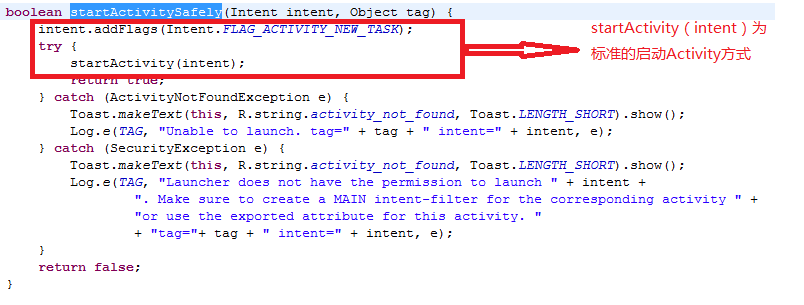 boolean startActivitySafely(Intent intent, Object tag) {
    intent.addFlags(Intent.FLAG_ACTIVITY_NEW_TASK);
    try {
        startActivity(intent);
        return true;
    } catch (ActivityNotFoundException e) {
        Toast.makeText(this, R.string.activity_not_found, Toast.LENGTH_SHORT).show();
        Log.e(TAG, "Unable to launch. tag=" + tag + " intent=" + intent, e);
    } catch (SecurityException e) {
        Toast.makeText(this, R.string.activity_not_found, Toast.LENGTH_SHORT).show();
        Log.e(TAG, "Launcher does not have the permission to launch " + intent +
                ". Make sure to create a MAIN intent-filter for the corresponding activity " +
                "or use the exported attribute for this activity. "
                + "tag="+ tag + " intent=" + intent, e);
    }
    return false;
}
startActivity（intent）为
标准的启动Activity方式